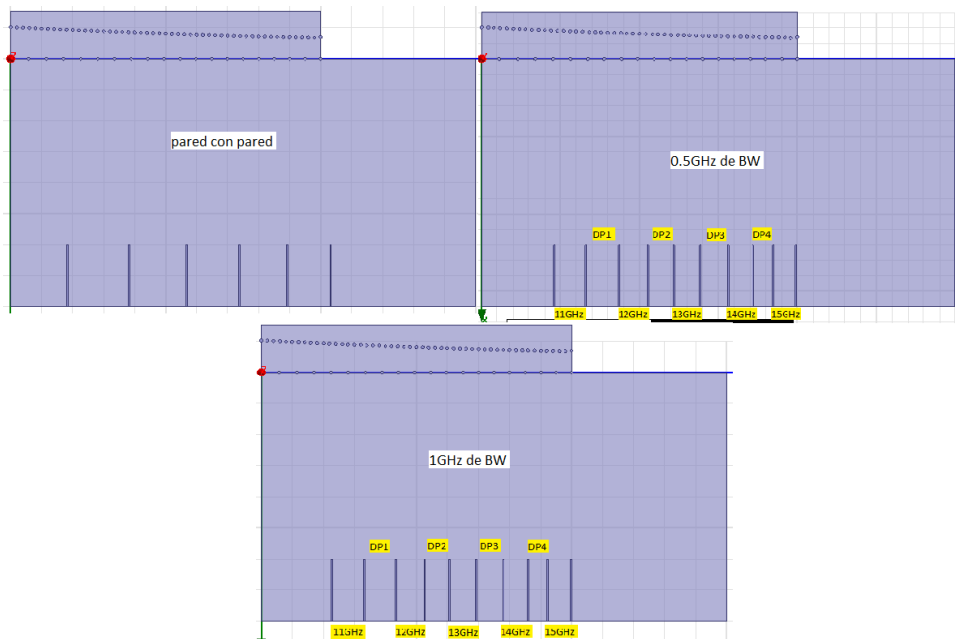 pared con pared
0.5GHz de BW
DP1 DP2 DP3 DP4
11GHz 12GHz 13GHz 14GHz 15GHz
1GHz de BW
DP1 DP2 DP3 DP4
11GHz 12GHz 13GHz 14GHz 15GHz